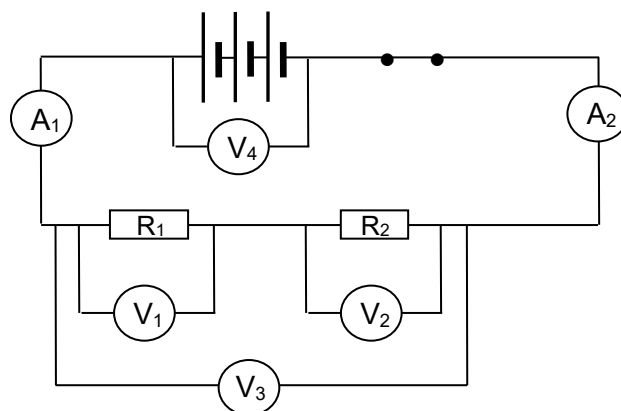 A₁
A₂
V₄
R₁
R₂
V₁
V₂
V₃